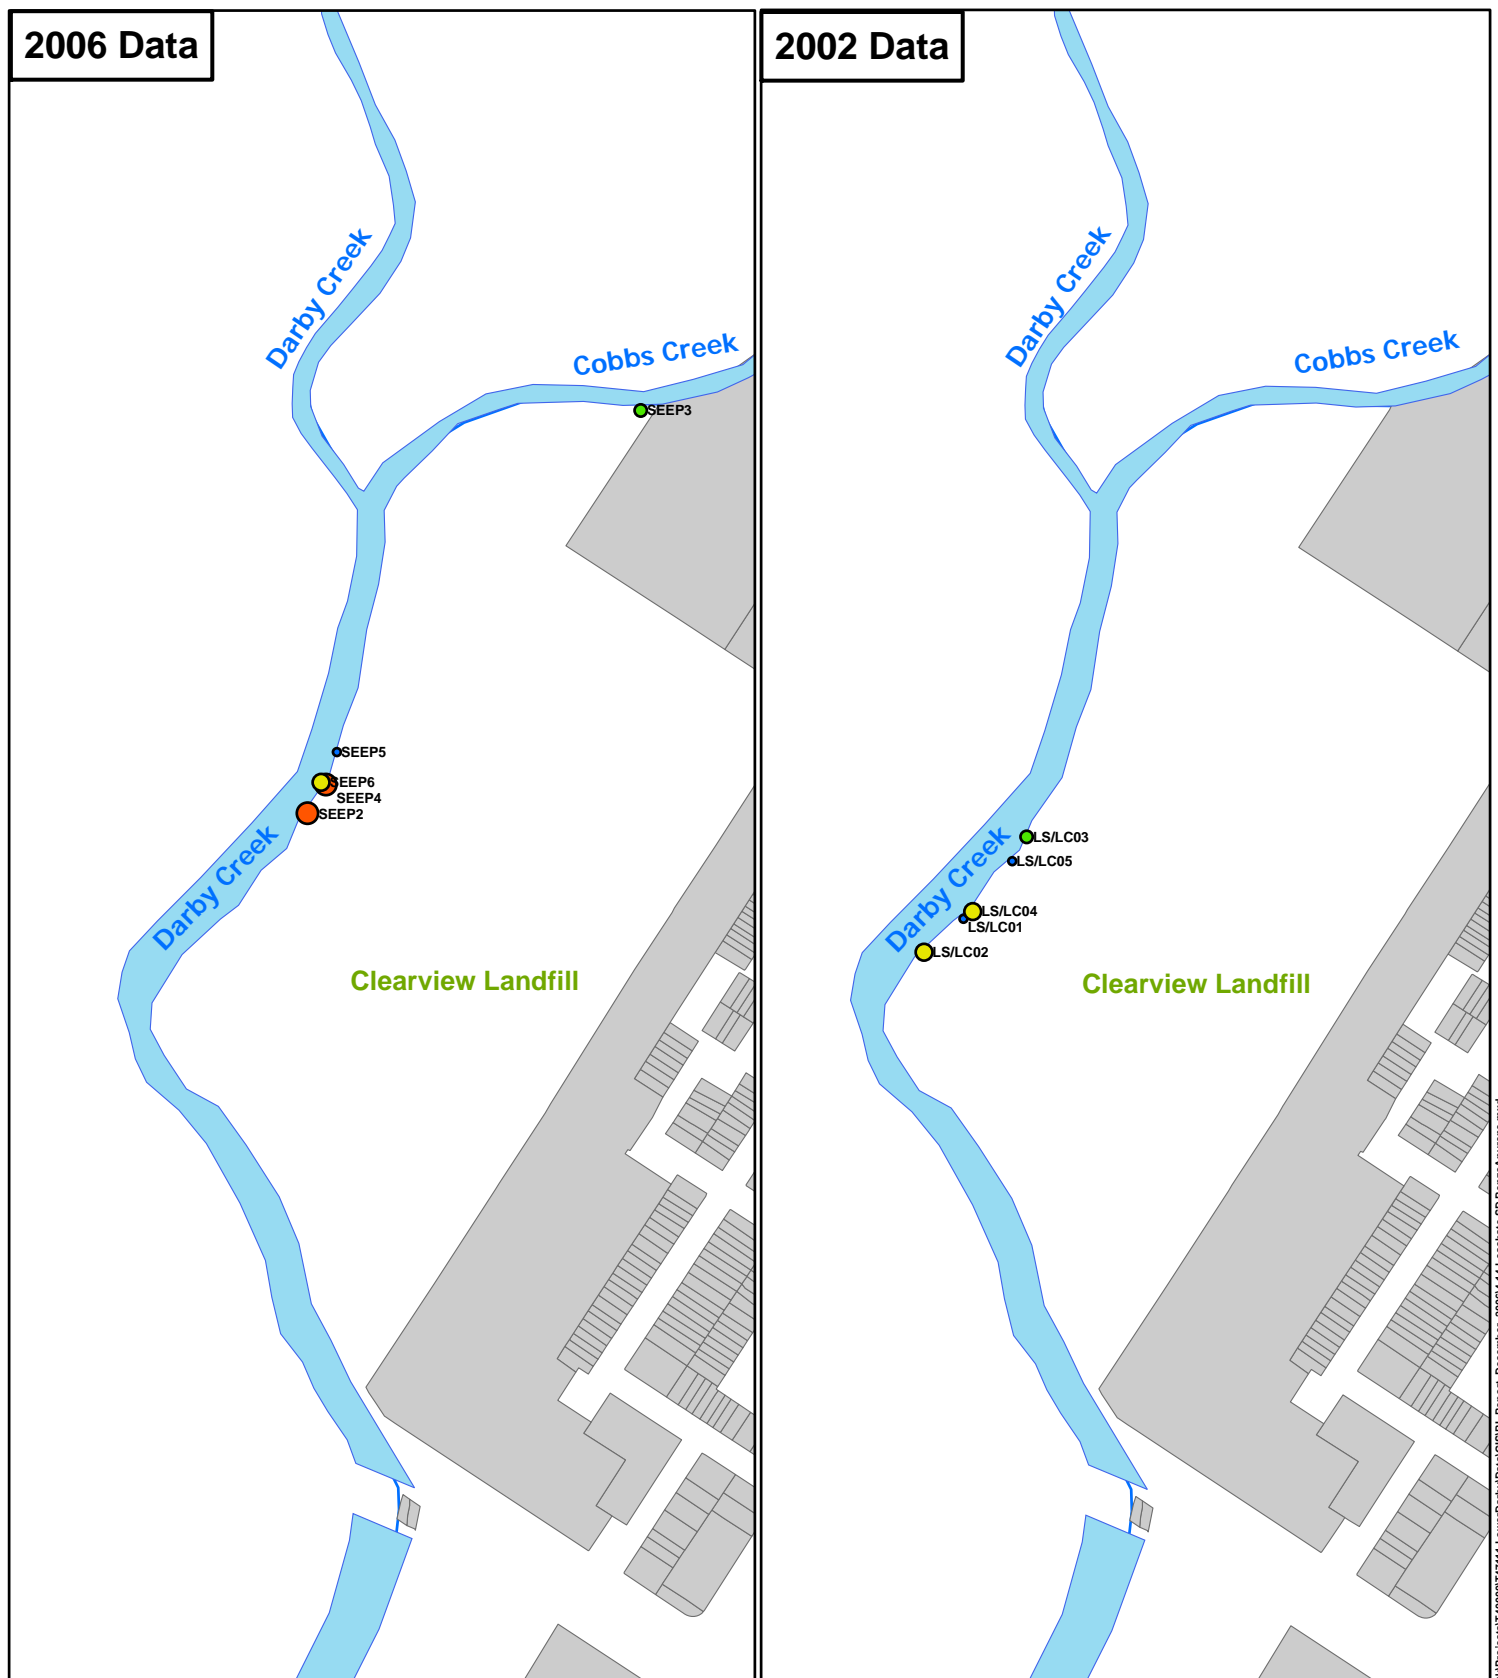 2006 Data
Darby Creek
Cobbs Creek
SEEP3
SEEP5
SEEP6
SEEP4
SEEP2
Darby Creek
Clearview Landfill
2002 Data
Darby Creek
Cobbs Creek
LS/LC03
LS/LC05
LS/LC04
LS/LC01
LS/LC02
Darby Creek
Clearview Landfill